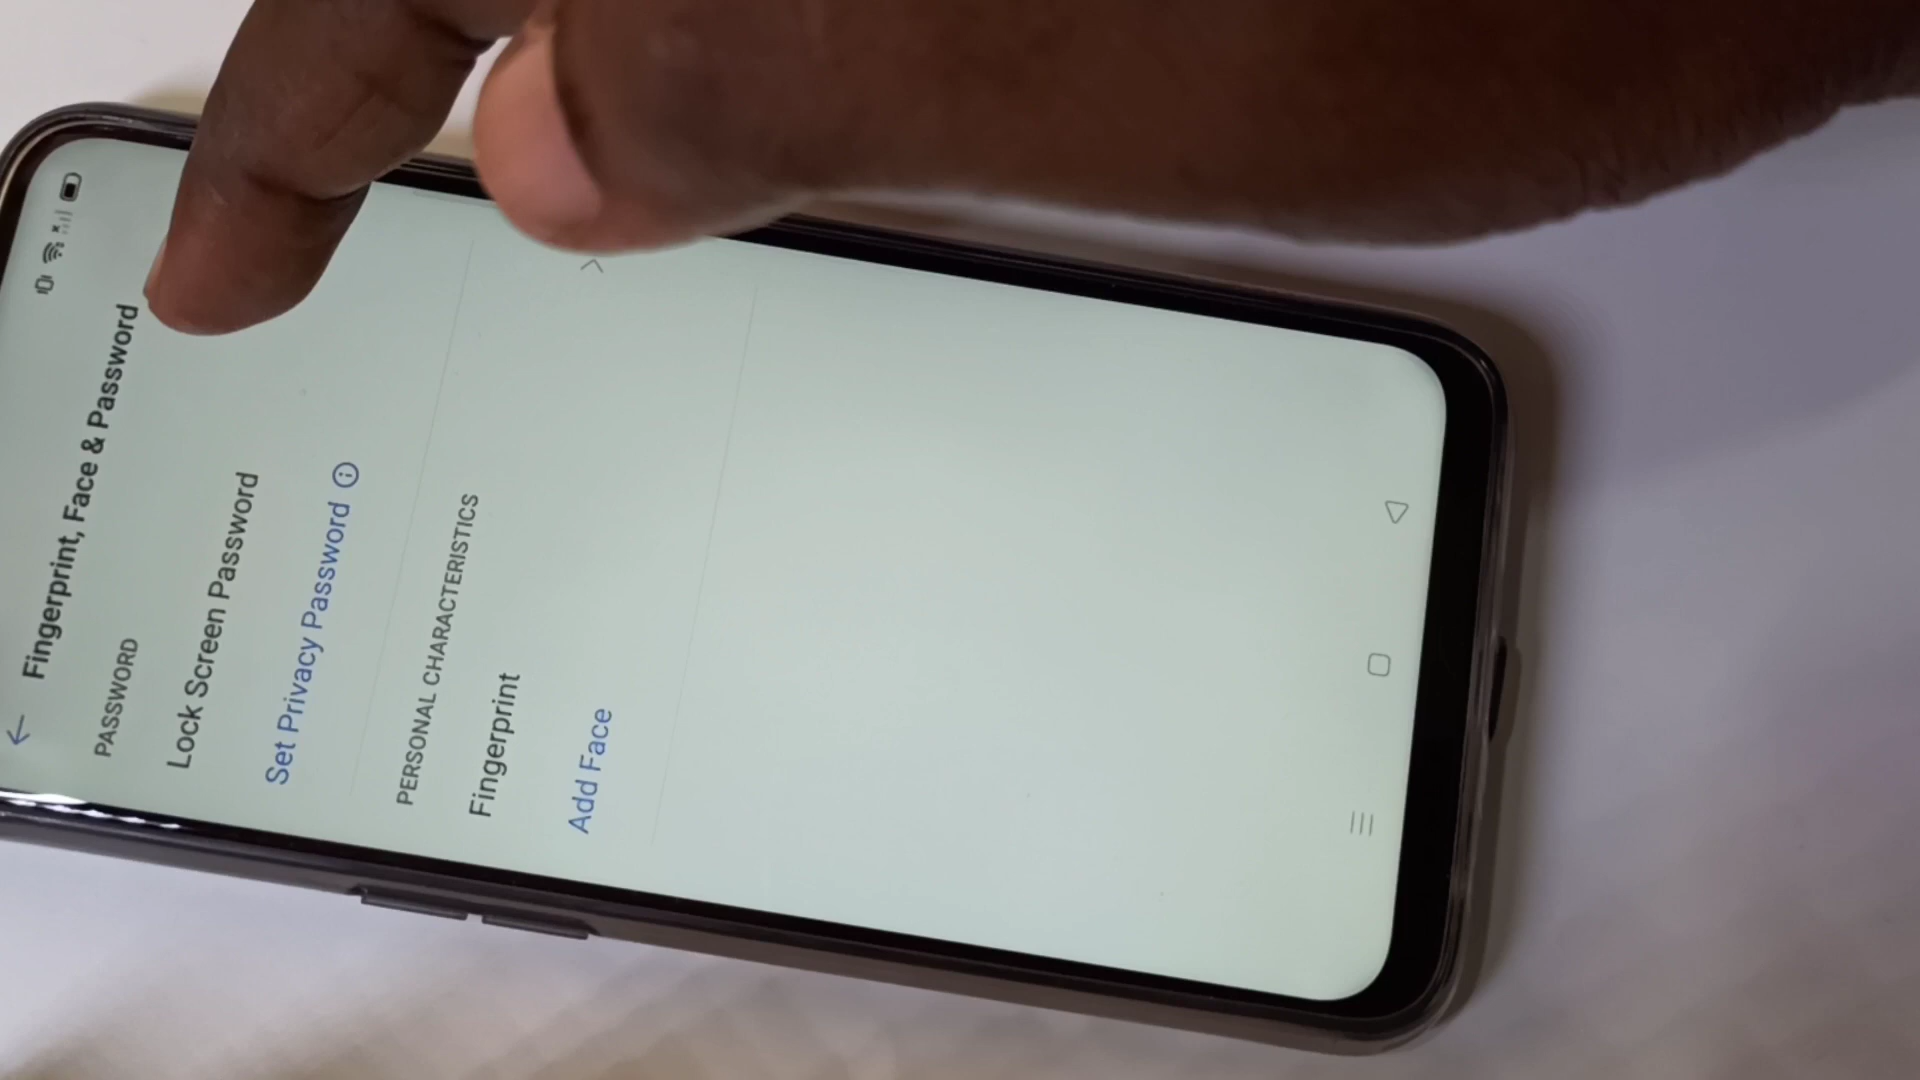 Fingerprint, Face & Password
PASSWORD
Lock Screen Password
Set Privacy Password
PERSONAL CHARACTERISTICS
Fingerprint
Add Face